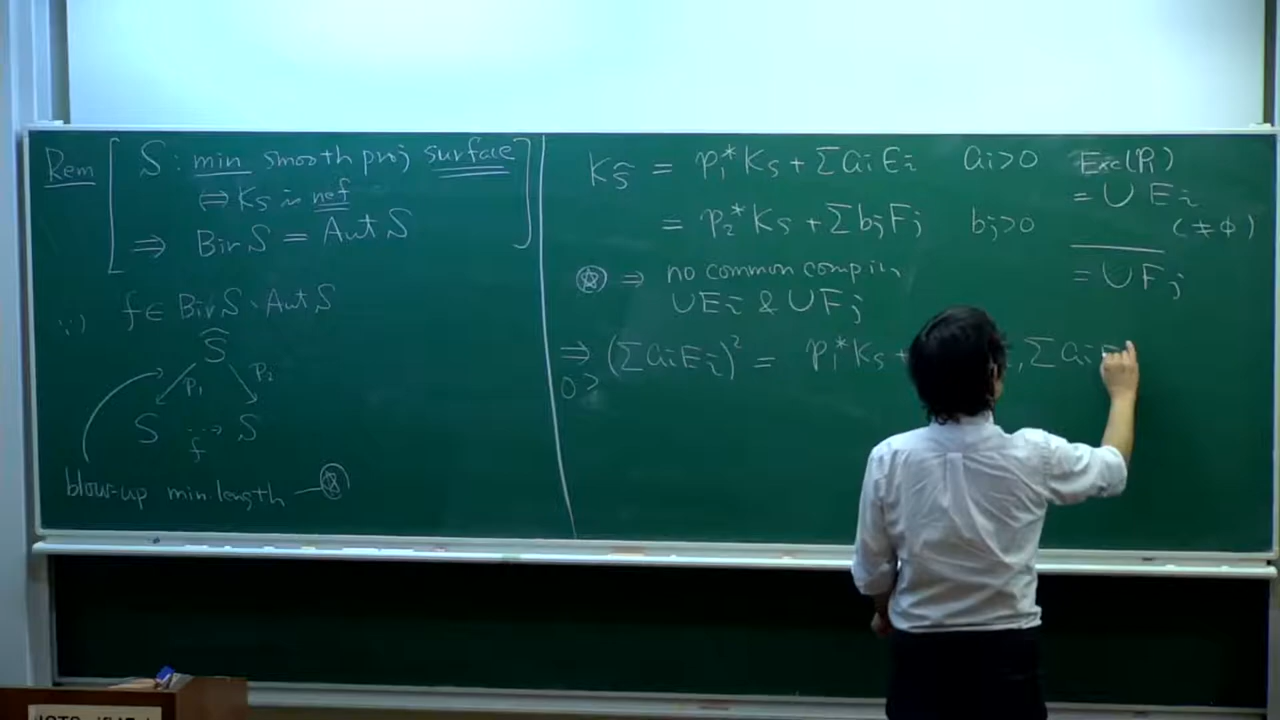 Rem [ S : min smooth proj surface
⇔ K_S is nef
⇒ Bir S = Aut S ]
∵) f ∈ Bir S \ Aut S
Ŝ
p₁ p₂
S ⇢ S
f
blow-up min. length — ☆
K_Ŝ = p₁*K_S + Σ aᵢEᵢ aᵢ>0 Exc(p₁)
= ∪ Eᵢ
= p₂*K_S + Σ bⱼFⱼ bⱼ>0 (≠φ)
= ∪ Fⱼ
☆ ⇒ no common comp in
∪Eᵢ & ∪Fⱼ
⇒ (Σ aᵢEᵢ)² = p₁*K_S + , Σ aᵢ
0 >